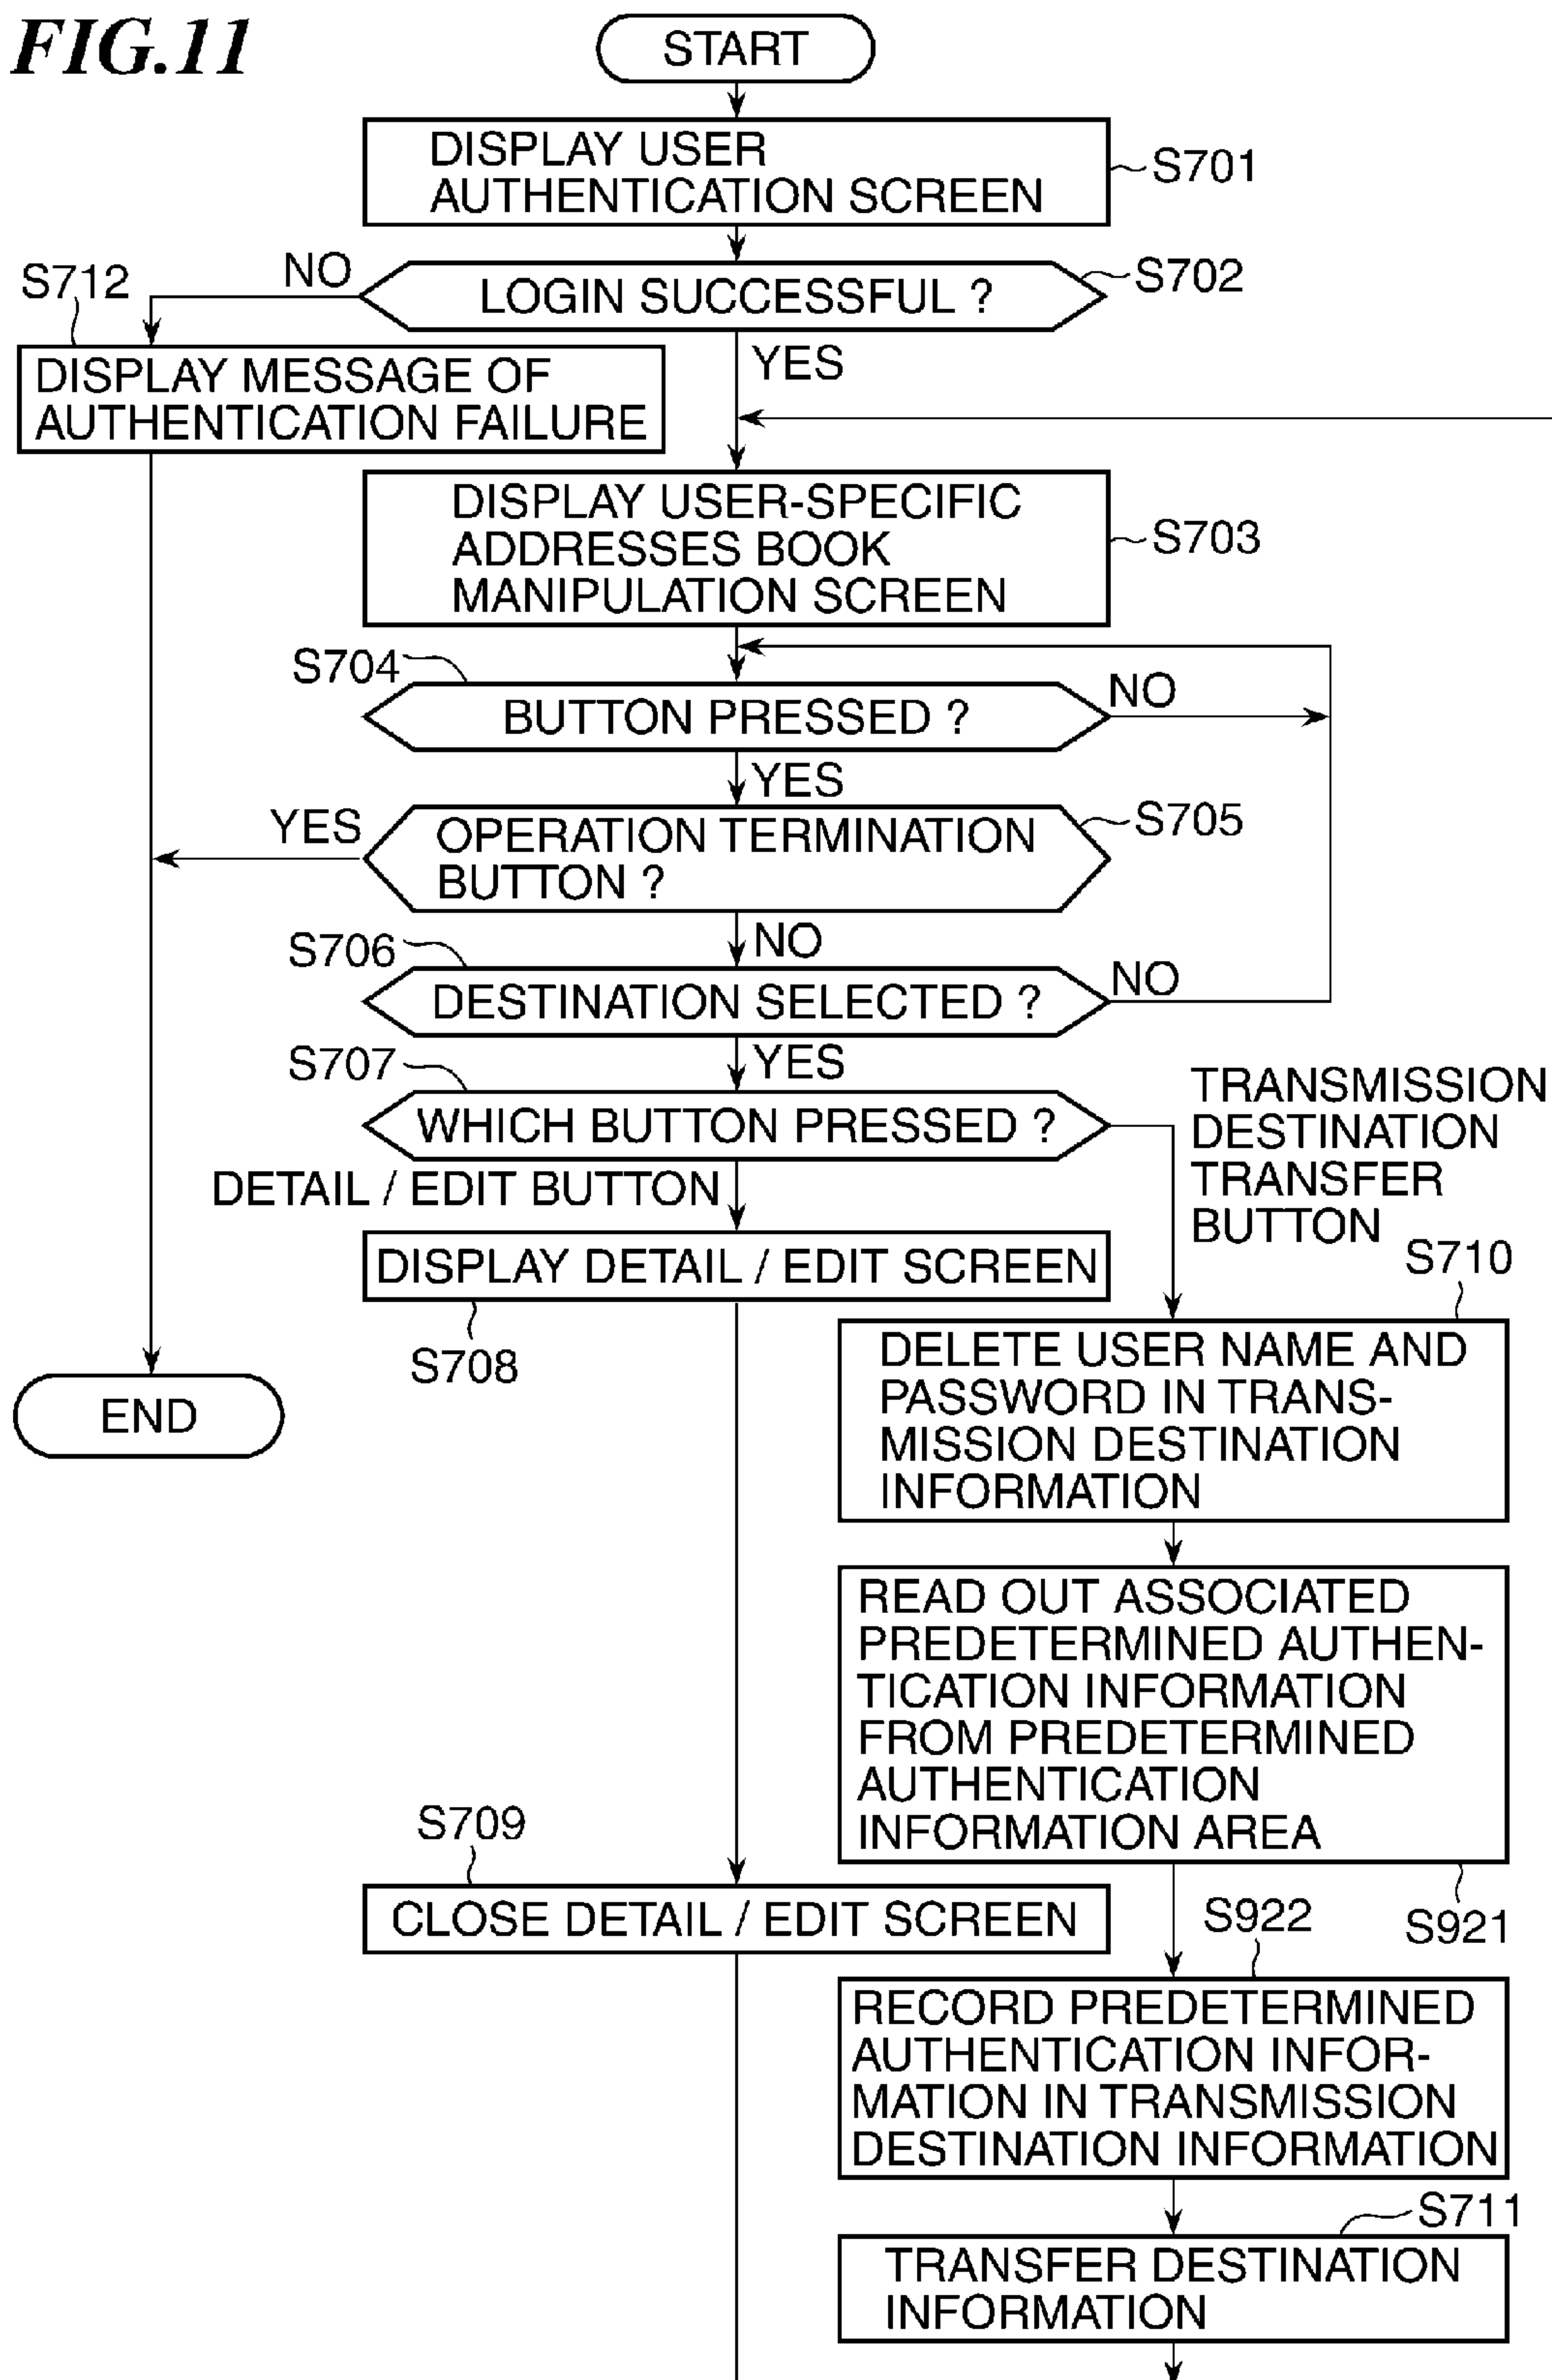 FIG.11
START
DISPLAY USER
AUTHENTICATION SCREEN
S701
NO
S702
S712
LOGIN SUCCESSFUL ?
YES
DISPLAY MESSAGE OF
AUTHENTICATION FAILURE
DISPLAY USER-SPECIFIC
ADDRESSES BOOK
MANIPULATION SCREEN
S703
S704
NO
BUTTON PRESSED ?
YES
YES
OPERATION TERMINATION
BUTTON ?
S705
NO
S706
NO
DESTINATION SELECTED ?
YES
S707
WHICH BUTTON PRESSED ?
TRANSMISSION
DESTINATION
TRANSFER
BUTTON
DETAIL / EDIT BUTTON
DISPLAY DETAIL / EDIT SCREEN
S708
S710
END
DELETE USER NAME AND
PASSWORD IN TRANS-
MISSION DESTINATION
INFORMATION
READ OUT ASSOCIATED
PREDETERMINED AUTHEN-
TICATION INFORMATION
FROM PREDETERMINED
AUTHENTICATION
INFORMATION AREA
S921
S709
CLOSE DETAIL / EDIT SCREEN
S922
RECORD PREDETERMINED
AUTHENTICATION INFOR-
MATION IN TRANSMISSION
DESTINATION INFORMATION
S711
TRANSFER DESTINATION
INFORMATION